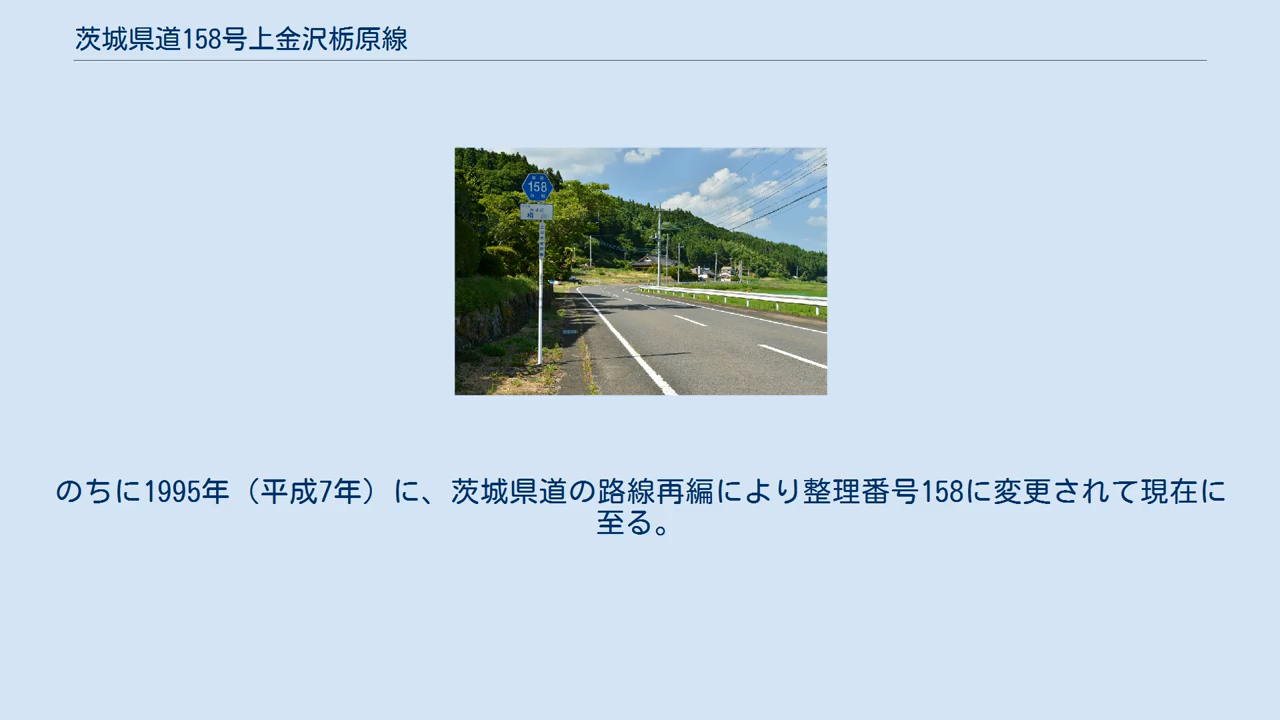 茨城県道158号上金沢栃原線
158
のちに1995年（平成7年）に、茨城県道の路線再編により整理番号158に変更されて現在に
至る。